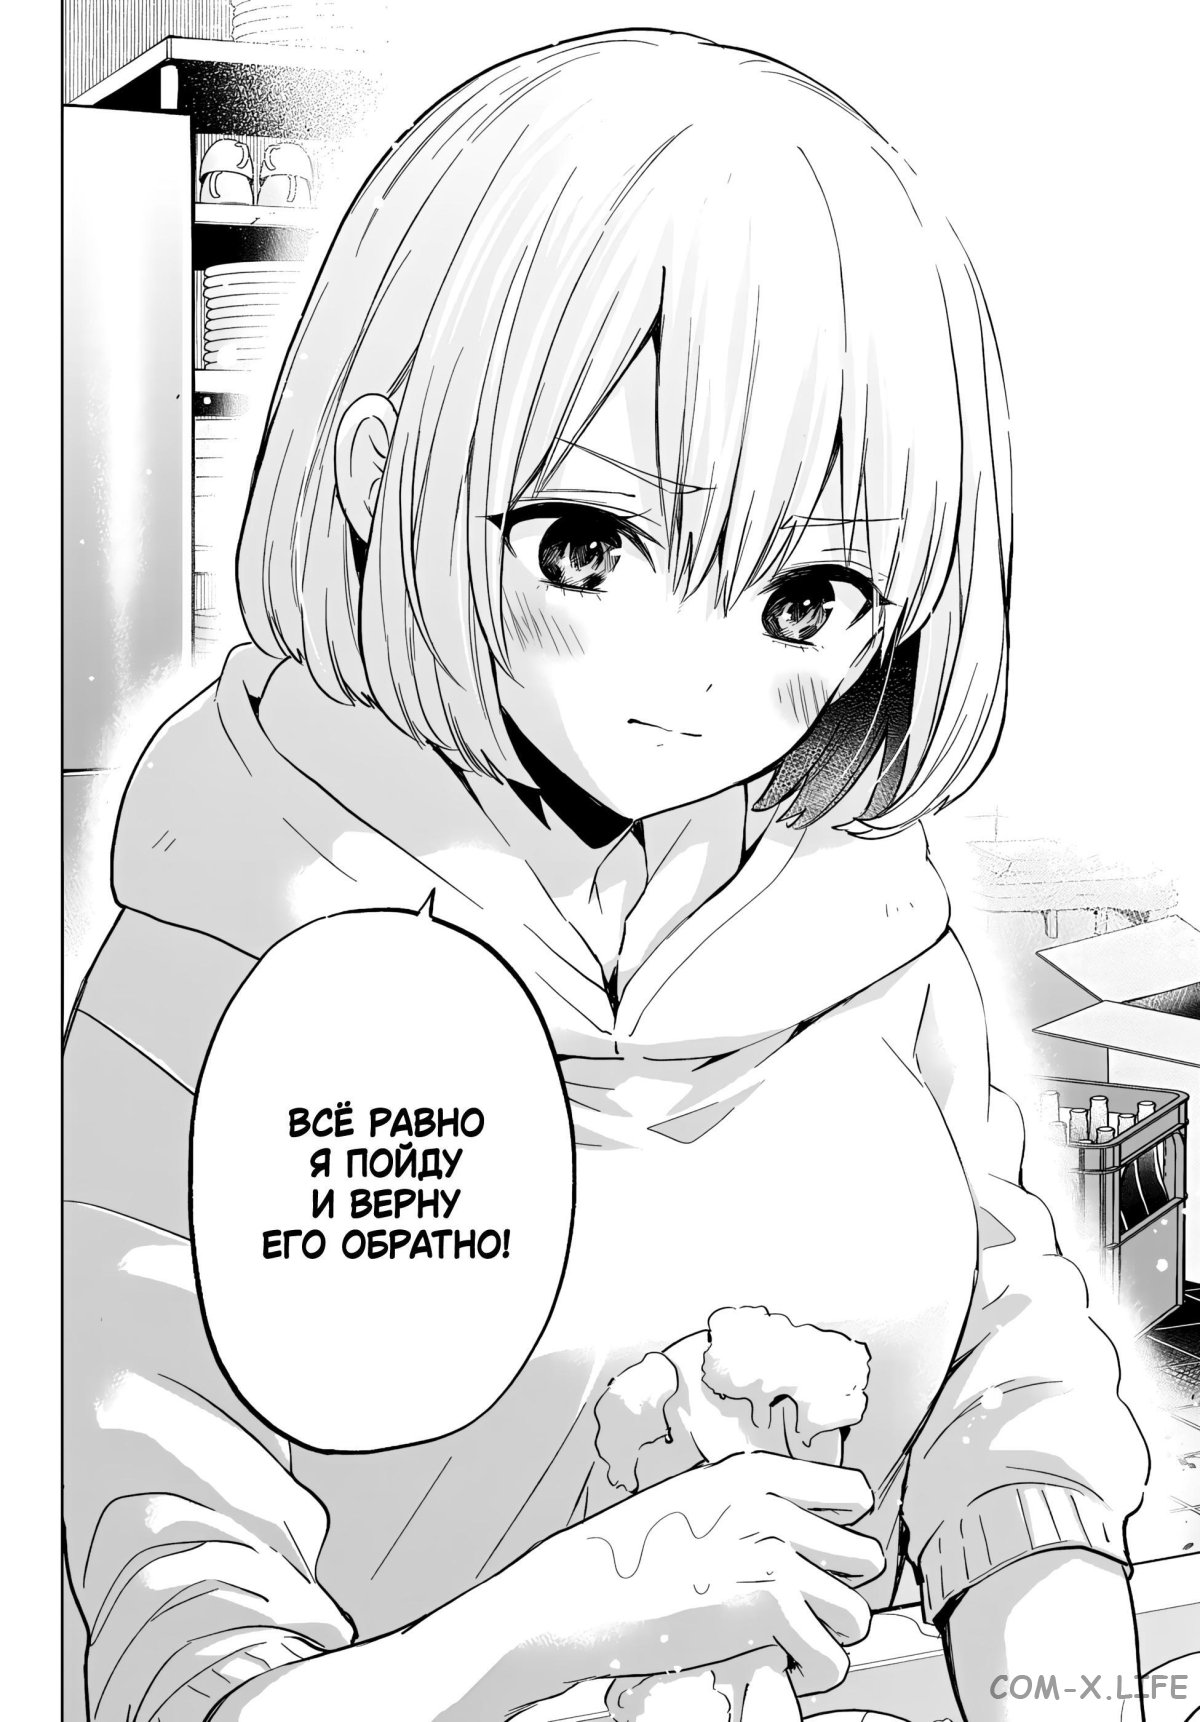 ВСЁ РАВНО
Я ПОЙДУ
И ВЕРНУ
ЕГО ОБРАТНО!
COM-X.LIFE